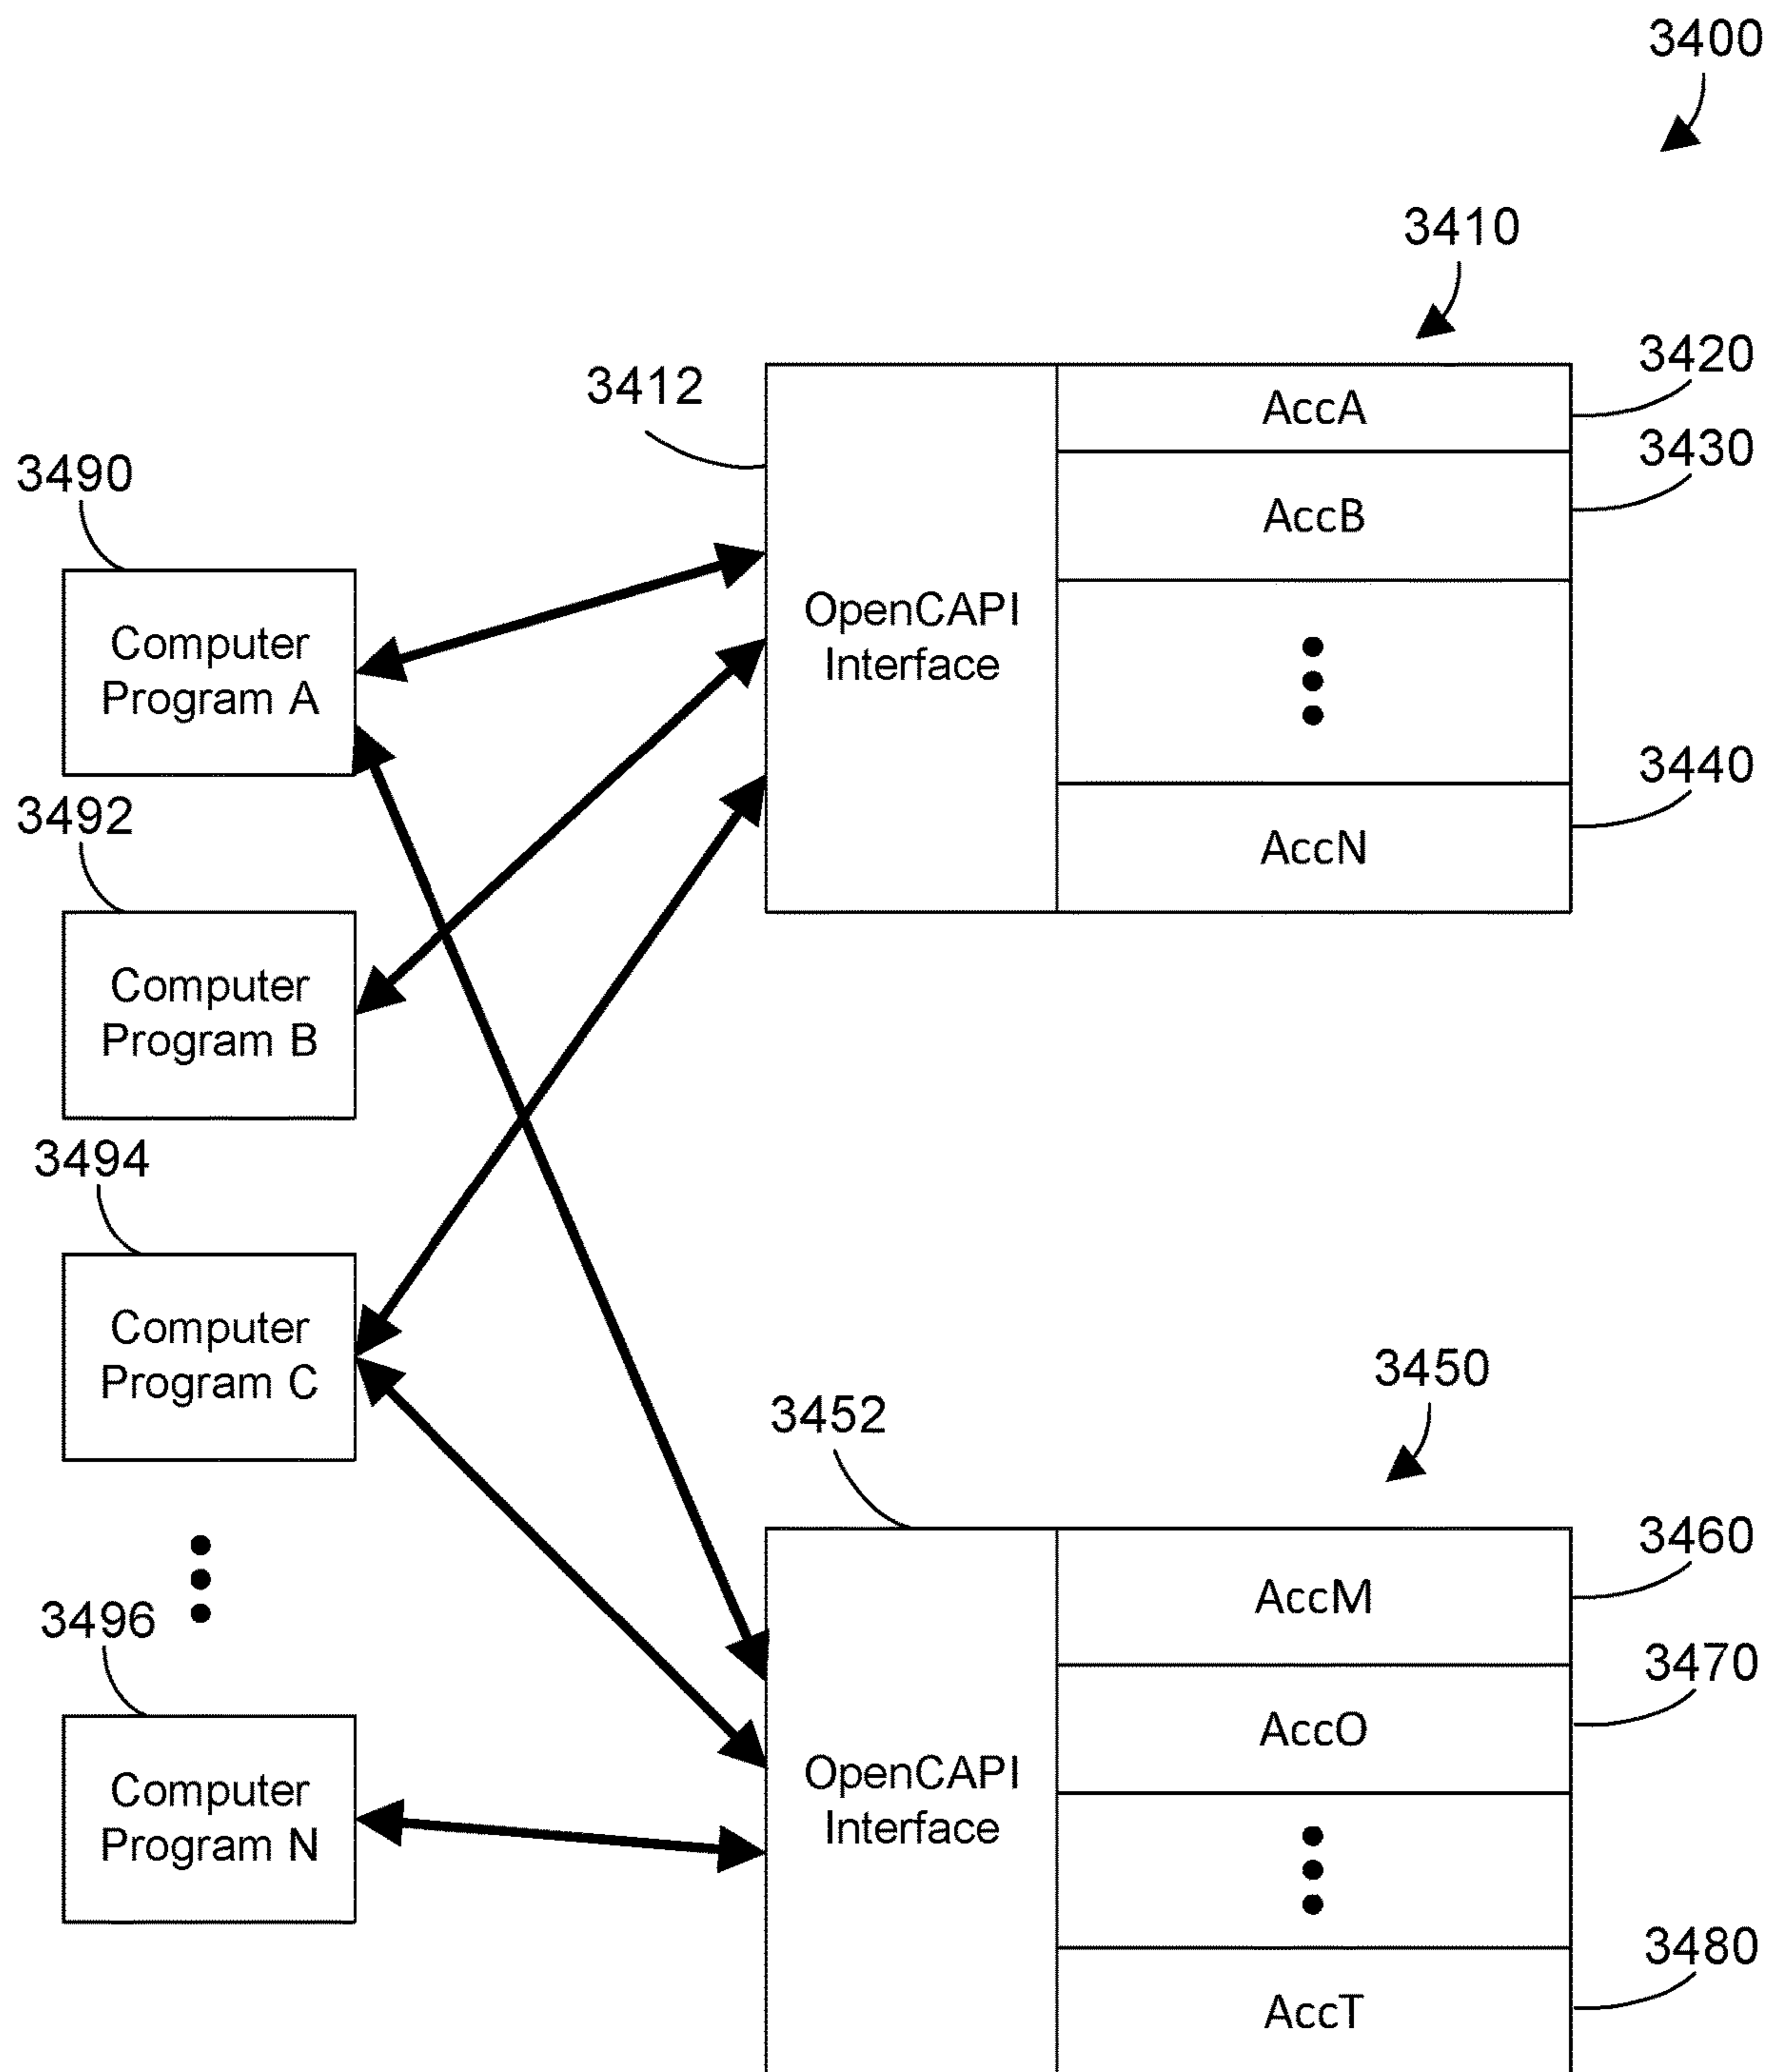 3400
3410
3420
3412
AccA
3430
3490
AccB
OpenCAPI
Interface
Computer
Program A
3440
3492
AccN
Computer
Program B
3494
Computer
Program C
3450
3452
3460
3496
AccM
3470
AccO
Computer
Program N
OpenCAPI
Interface
3480
AccT